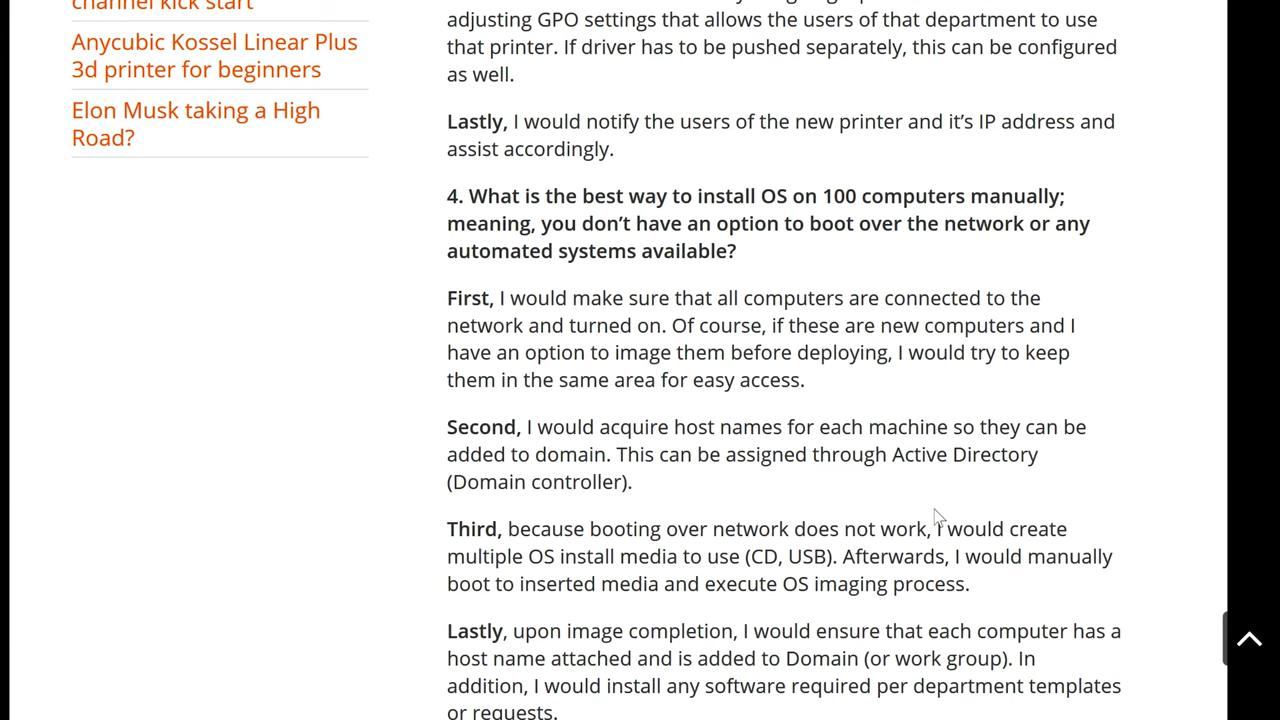 channel kick start
Anycubic Kossel Linear Plus
3d printer for beginners
Elon Musk taking a High
Road?
adjusting GPO settings that allows the users of that department to use
that printer. If driver has to be pushed separately, this can be configured
as well.
Lastly, I would notify the users of the new printer and it’s IP address and
assist accordingly.
4. What is the best way to install OS on 100 computers manually;
meaning, you don’t have an option to boot over the network or any
automated systems available?
First, I would make sure that all computers are connected to the
network and turned on. Of course, if these are new computers and I
have an option to image them before deploying, I would try to keep
them in the same area for easy access.
Second, I would acquire host names for each machine so they can be
added to domain. This can be assigned through Active Directory
(Domain controller).
Third, because booting over network does not work, I would create
multiple OS install media to use (CD, USB). Afterwards, I would manually
boot to inserted media and execute OS imaging process.
Lastly, upon image completion, I would ensure that each computer has a
host name attached and is added to Domain (or work group). In
addition, I would install any software required per department templates
or requests.